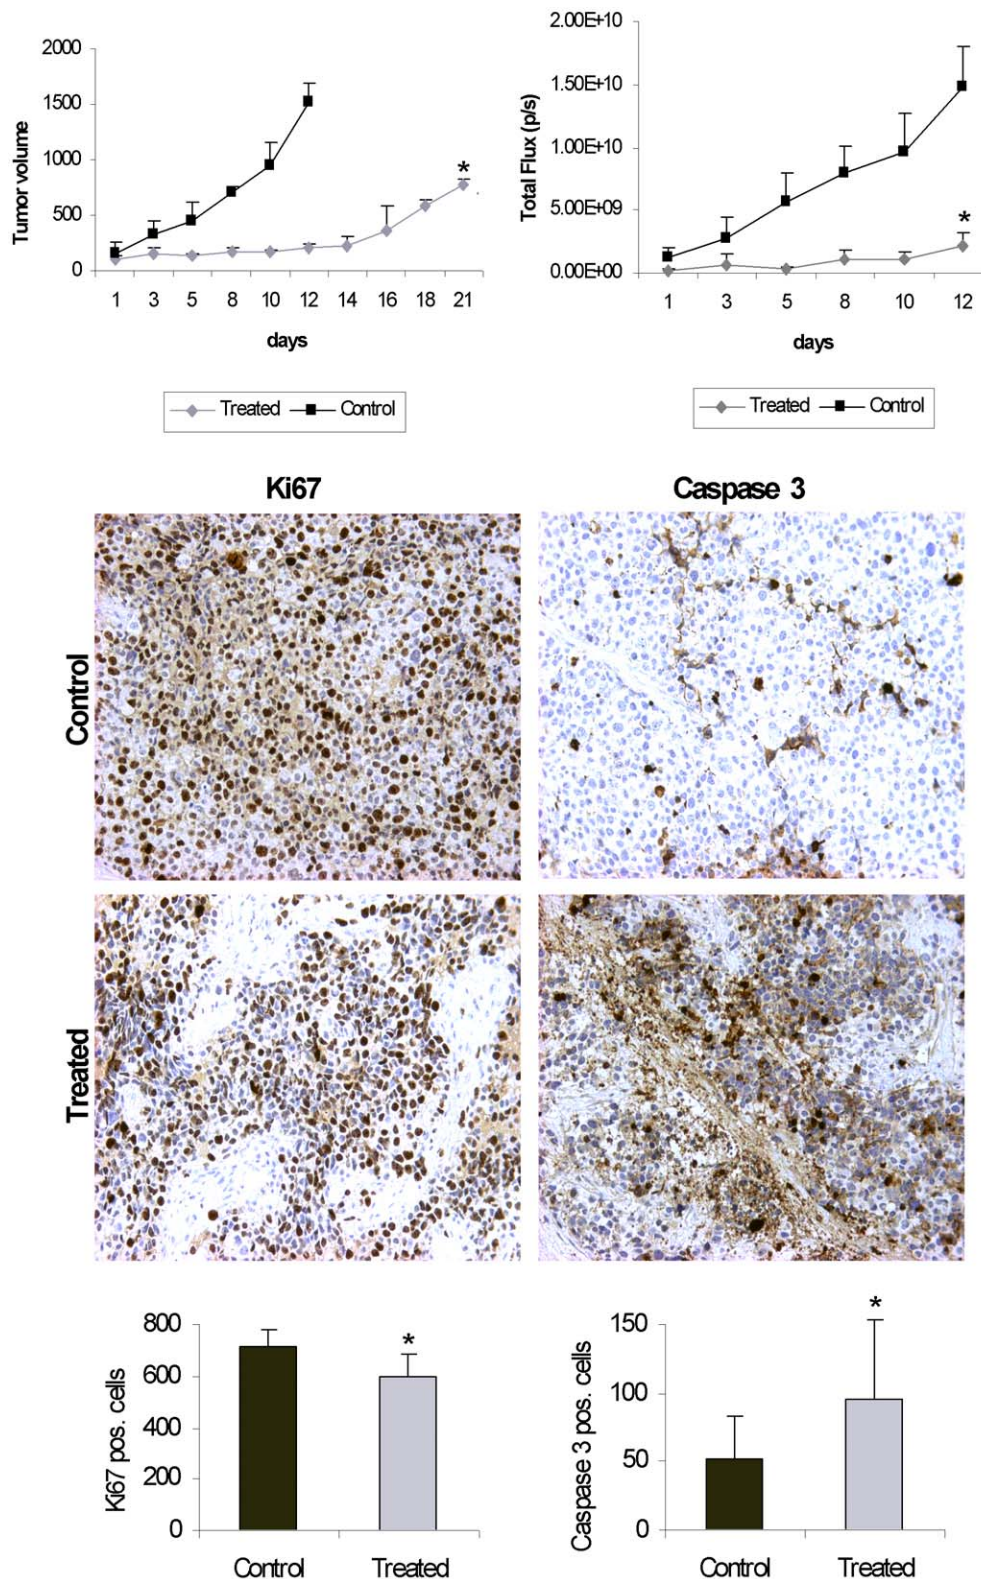 Tumor volume
2000
1500
1000
500
0
*
1 3 5 8 10 12 14 16 18 21
days
Treated Control
Total Flux (p/s)
2.00E+10
1.50E+10
1.00E+10
5.00E+09
0.00E+00
*
1 3 5 8 10 12
days
Treated Control
Ki67 Caspase 3
Control
Treated
Ki67 pos. cells
800
600
400
200
0
*
Control Treated
Caspase 3 pos. cells
150
100
50
0
*
Control Treated